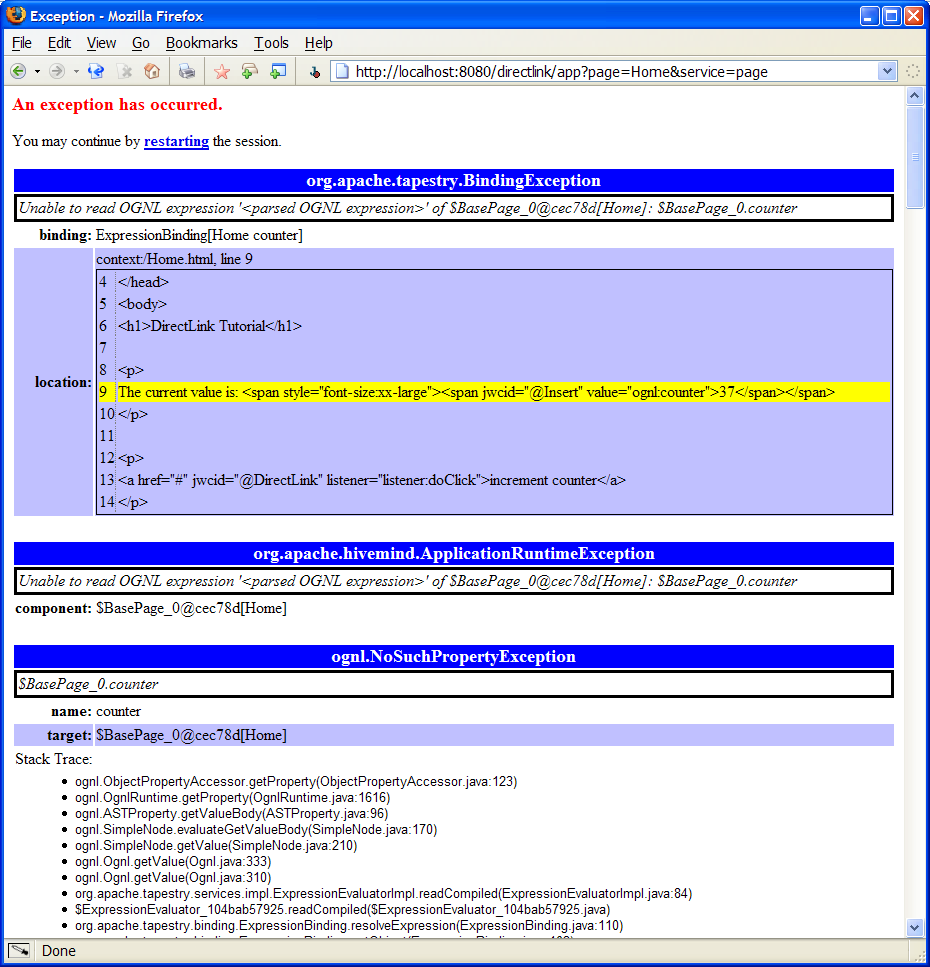 Exception - Mozilla Firefox
File Edit View Go Bookmarks Tools Help
http://localhost:8080/directlink/app?page=Home&service=page
An exception has occurred.
You may continue by restarting the session.
org.apache.tapestry.BindingException
Unable to read OGNL expression '<parsed OGNL expression>' of $BasePage_0@cec78d[Home]: $BasePage_0.counter
binding: ExpressionBinding[Home counter]
location: context:/Home.html, line 9
4 </head>
5 <body>
6 <h1>DirectLink Tutorial</h1>
7
8 <p>
9 The current value is: <span style="font-size:xx-large"><span jwcid="@Insert" value="ognl:counter">37</span></span>
10 </p>
11
12 <p>
13 <a href="#" jwcid="@DirectLink" listener="listener:doClick">increment counter</a>
14 </p>
org.apache.hivemind.ApplicationRuntimeException
Unable to read OGNL expression '<parsed OGNL expression>' of $BasePage_0@cec78d[Home]: $BasePage_0.counter
component: $BasePage_0@cec78d[Home]
ognl.NoSuchPropertyException
$BasePage_0.counter
name: counter
target: $BasePage_0@cec78d[Home]
Stack Trace:
• ognl.ObjectPropertyAccessor.getProperty(ObjectPropertyAccessor.java:123)
• ognl.OgnlRuntime.getProperty(OgnlRuntime.java:1616)
• ognl.ASTProperty.getValueBody(ASTProperty.java:96)
• ognl.SimpleNode.evaluateGetValueBody(SimpleNode.java:170)
• ognl.SimpleNode.getValue(SimpleNode.java:210)
• ognl.Ognl.getValue(Ognl.java:333)
• ognl.Ognl.getValue(Ognl.java:310)
• org.apache.tapestry.services.impl.ExpressionEvaluatorImpl.readCompiled(ExpressionEvaluatorImpl.java:84)
• $ExpressionEvaluator_104bab57925.readCompiled($ExpressionEvaluator_104bab57925.java)
• org.apache.tapestry.binding.ExpressionBinding.resolveExpression(ExpressionBinding.java:110)
Done